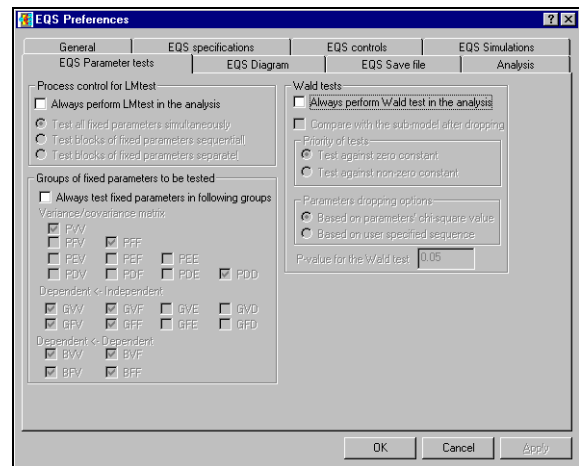 EQS Preferences
General EQS specifications EQS controls EQS Simulations
EQS Parameter tests EQS Diagram EQS Save file Analysis
Process control for LMtest
Always perform LMtest in the analysis
Test all fixed parameters simultaneously
Test blocks of fixed parameters sequentiall
Test blocks of fixed parameters separatel
Groups of fixed parameters to be tested
Always test fixed parameters in following groups
Variance/covariance matrix
PVV
PFV PFF
PEV PEF PEE
PDV PDF PDE PDD
Dependent <- Independent
GVV GVF GVE GVD
GFV GFF GFE GFD
Dependent <- Dependent
BVV BVF
BFV BFF
Wald tests
Always perform Wald test in the analysis
Compare with the sub-model after dropping
Priority of tests
Test against zero constant
Test against non-zero constant
Parameters dropping options
Based on parameters' chi-square value
Based on user specified sequence
P-value for the Wald test 0.05
OK Cancel Apply